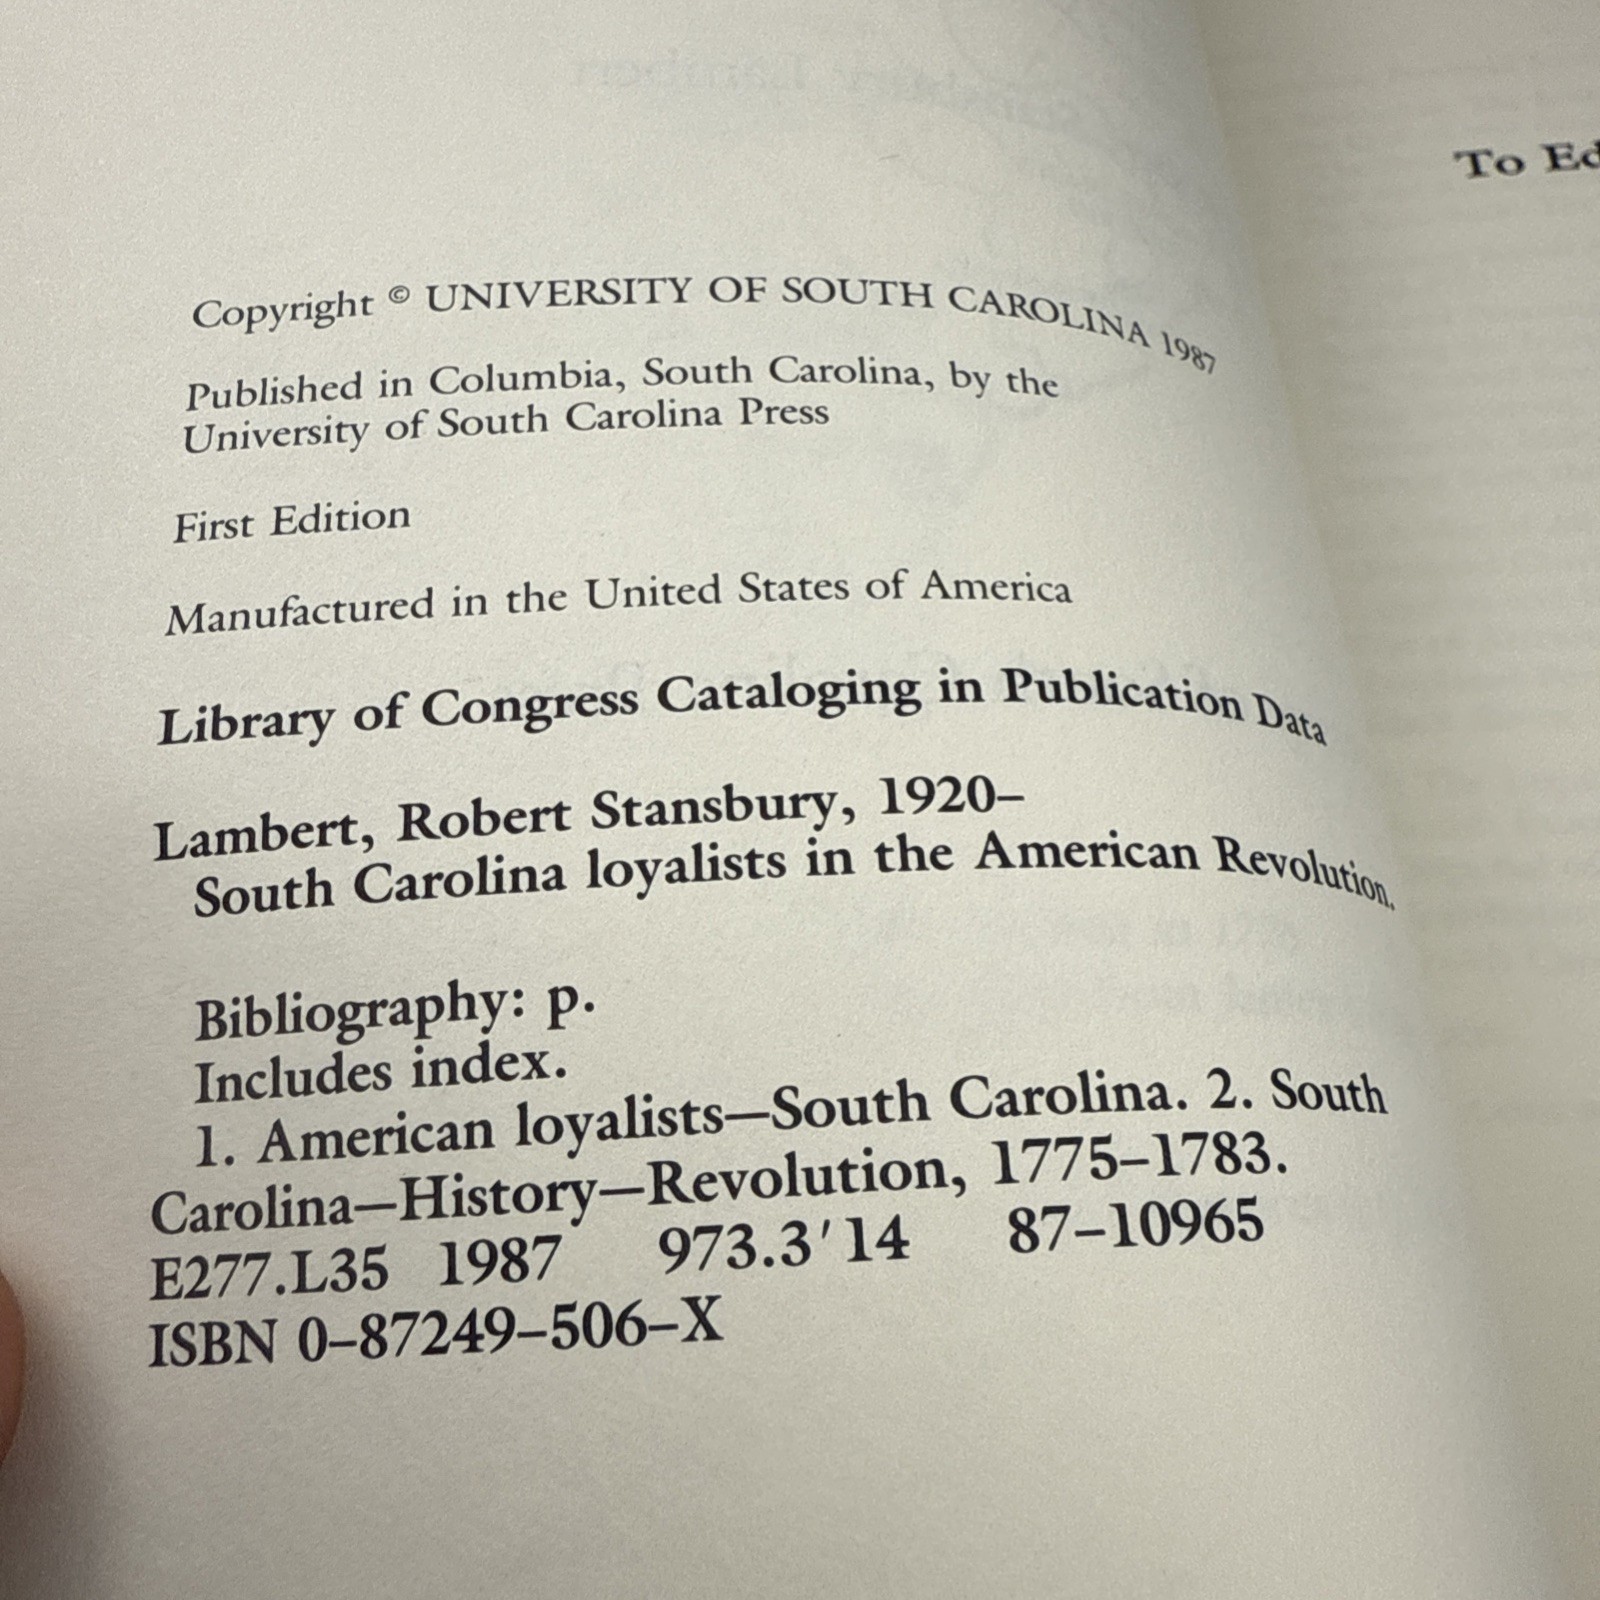 Copyright © UNIVERSITY OF SOUTH CAROLINA 1987
Published in Columbia, South Carolina, by the
University of South Carolina Press
First Edition
Manufactured in the United States of America
Library of Congress Cataloging in Publication Data
Lambert, Robert Stansbury, 1920–
South Carolina loyalists in the American Revolution.
Bibliography: p.
Includes index.
1. American loyalists—South Carolina. 2. South
Carolina—History—Revolution, 1775–1783.
E277.L35 1987 973.3′14 87–10965
ISBN 0–87249–506–X
To